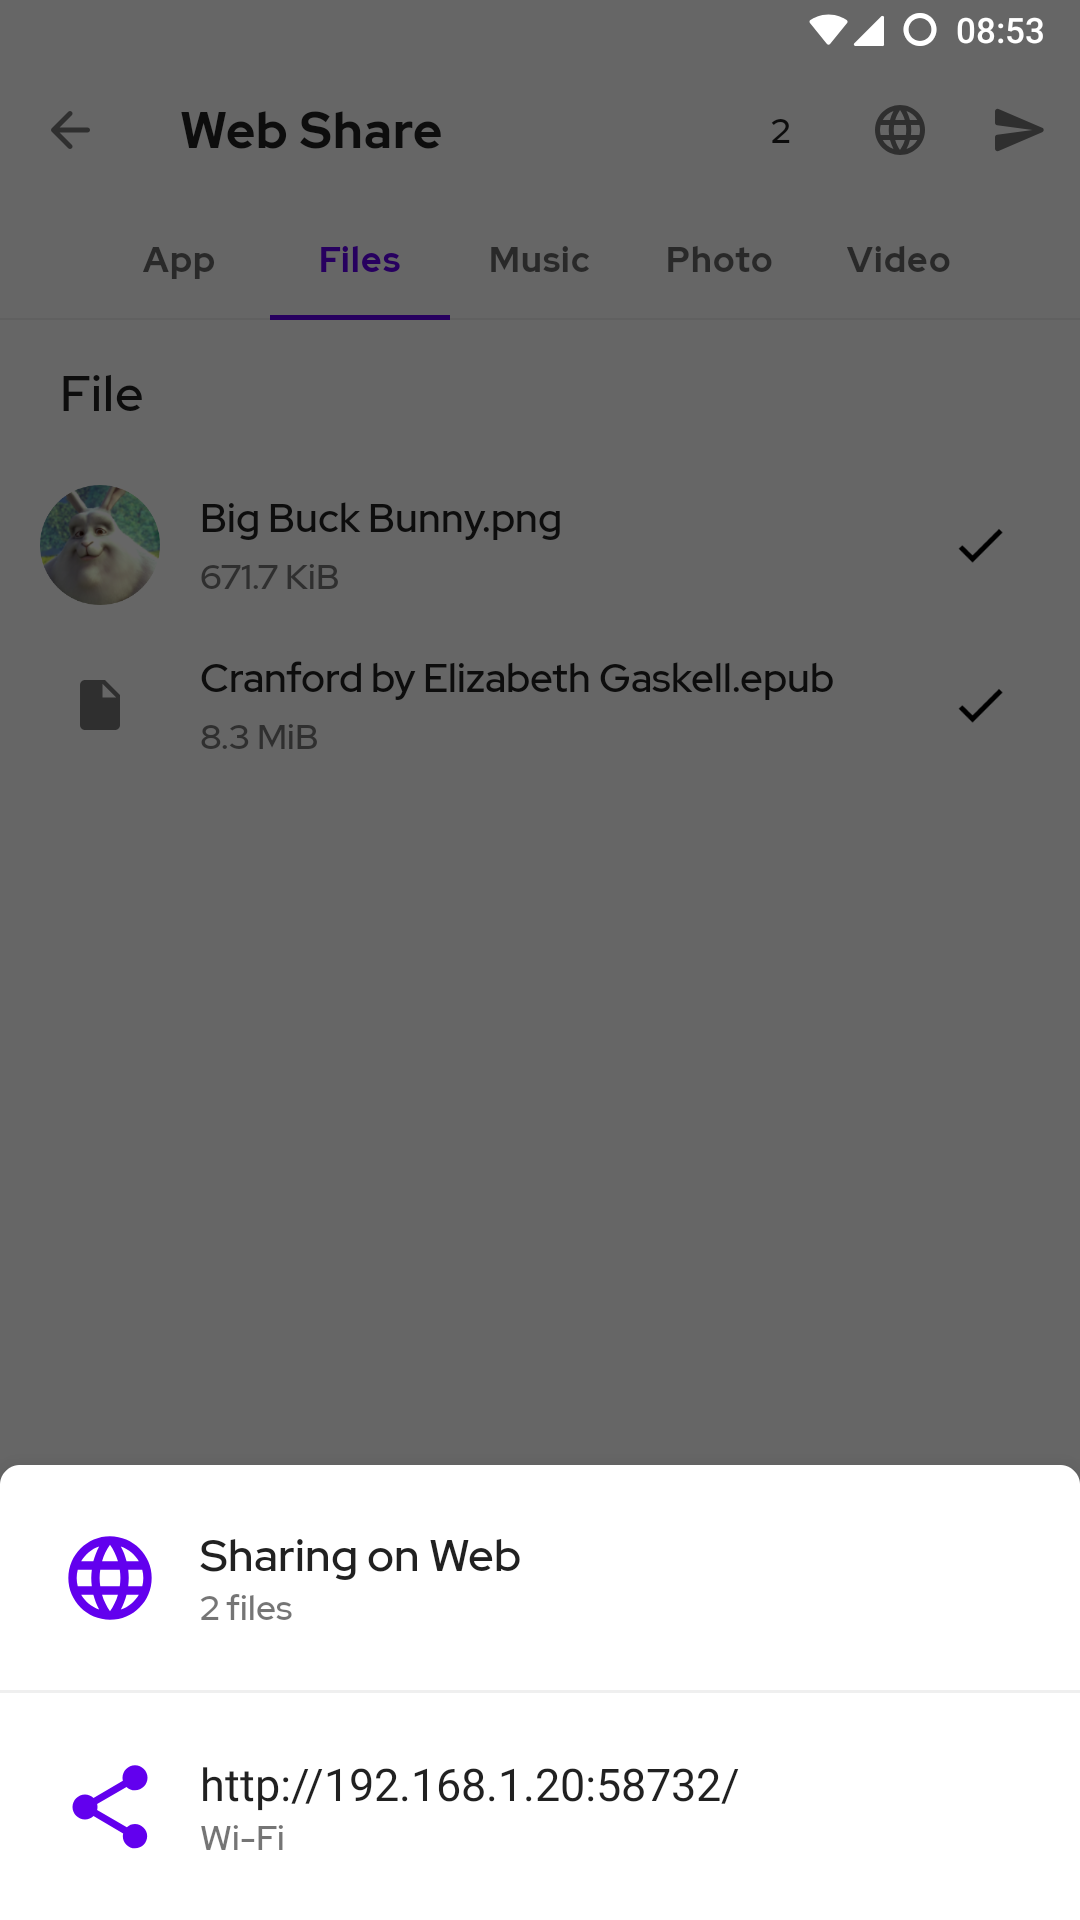 08:53
Web Share 2
App Files Music Photo Video
File
Big Buck Bunny.png
671.7 KiB
Cranford by Elizabeth Gaskell.epub
8.3 MiB
Sharing on Web
2 files
http://192.168.1.20:58732/
Wi-Fi